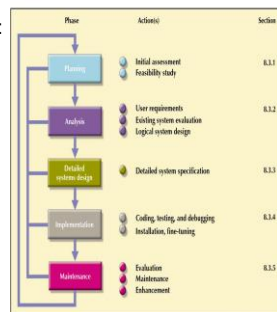 :
Phase Action(s) Section
Planning
Initial assessment 8.3.1
Feasibility study
Analysis
User requirements 8.3.2
Existing system evaluation
Logical system design
Detailed
systems design
Detailed system specification 8.3.3
Implementation
Coding, testing, and debugging 8.3.4
Installation, fine-tuning
Maintenance
Evaluation 8.3.5
Maintenance
Enhancement